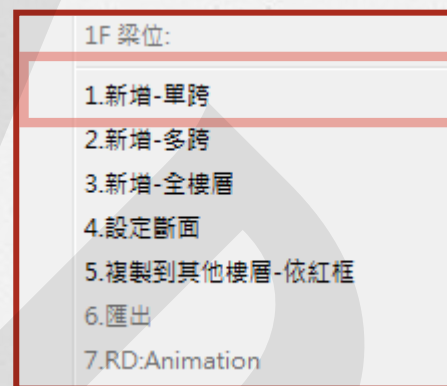 1F 梁位:
1.新增-單跨
2.新增-多跨
3.新增-全樓層
4.設定斷面
5.複製到其他樓層-依紅框
6.匯出
7.RD:Animation